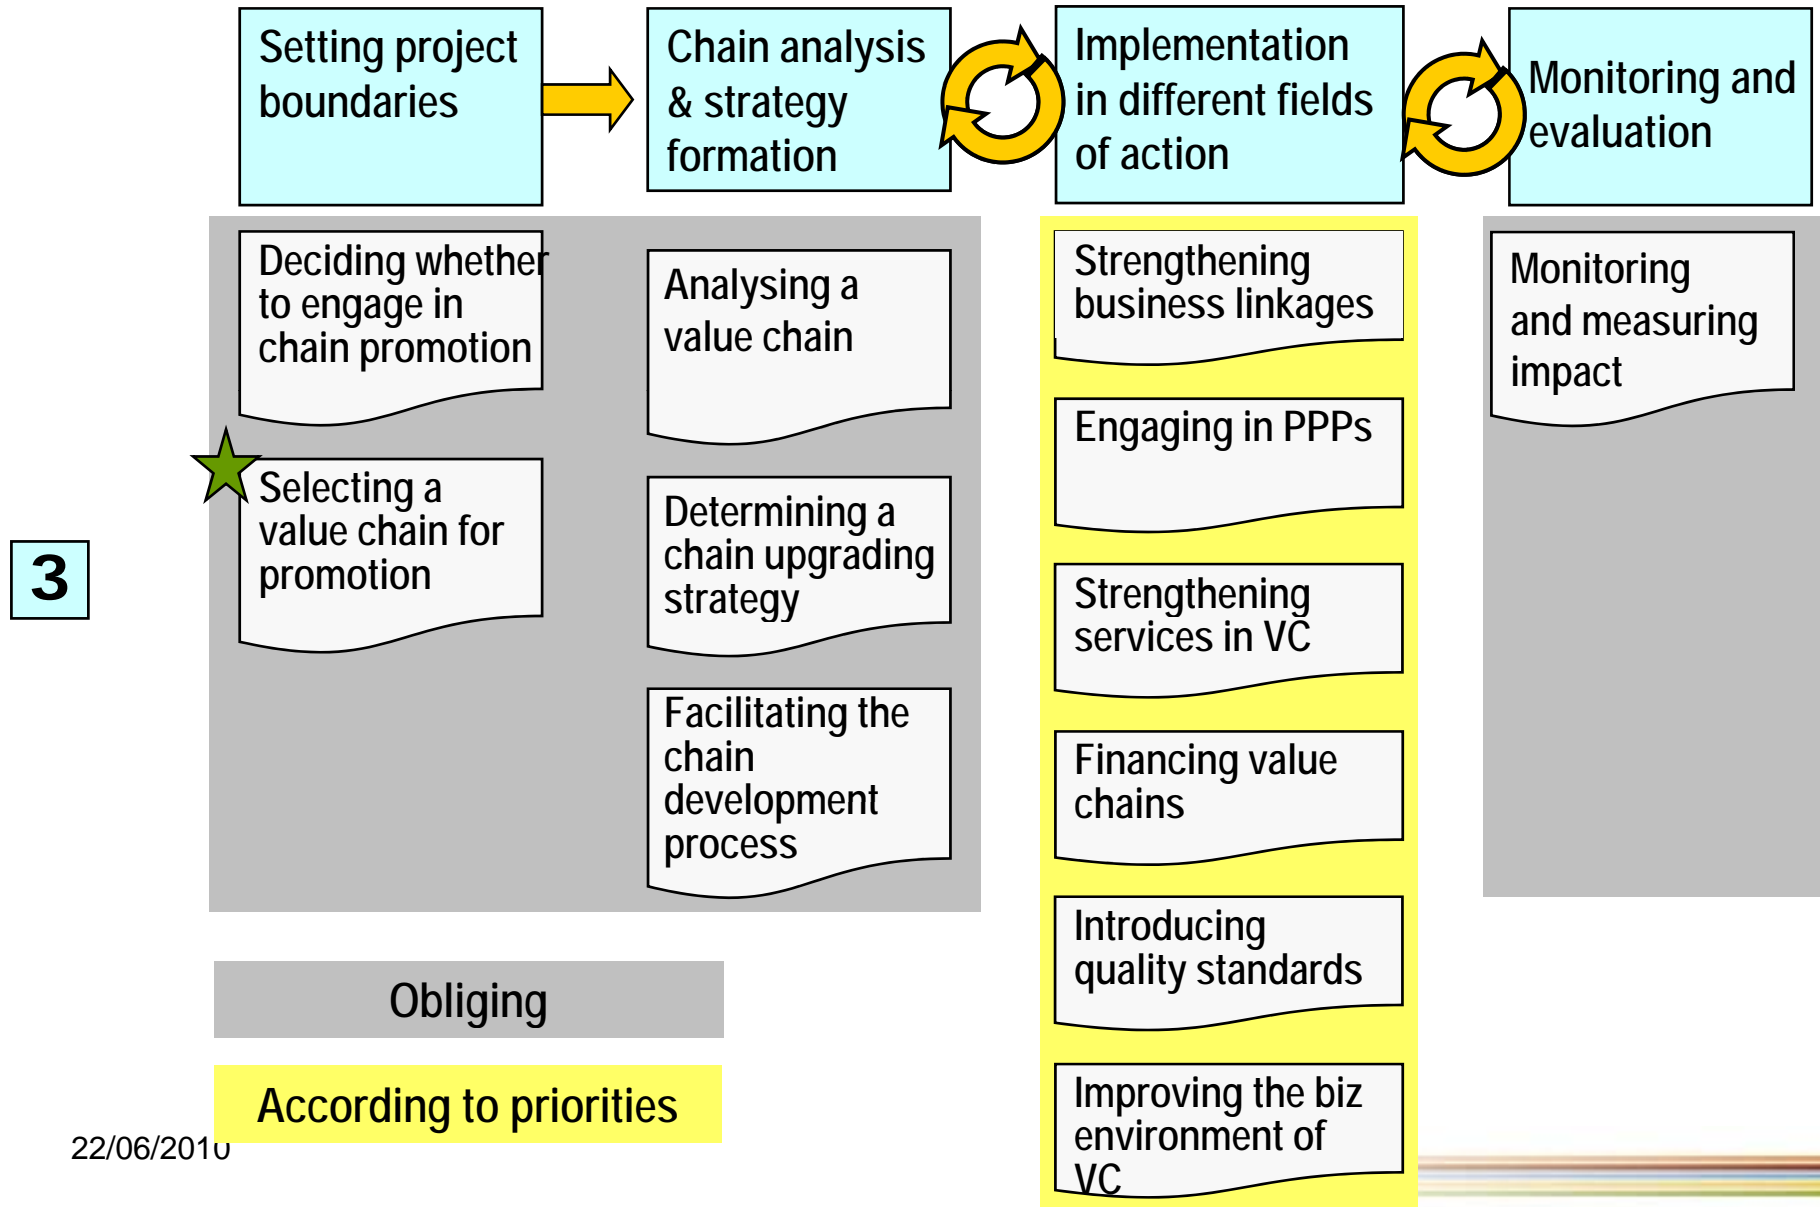 Setting project
boundaries
Chain analysis
& strategy
formation
Implementation
in different fields
of action
Monitoring and
evaluation
Deciding whether
to engage in
chain promotion
Selecting a
value chain for
promotion
Analysing a
value chain
Determining a
chain upgrading
strategy
Facilitating the
chain
development
process
Strengthening
business linkages
Engaging in PPPs
Strengthening
services in VC
Financing value
chains
Introducing
quality standards
Improving the biz
environment of
VC
Monitoring
and measuring
impact
3
Obliging
According to priorities
22/06/2010